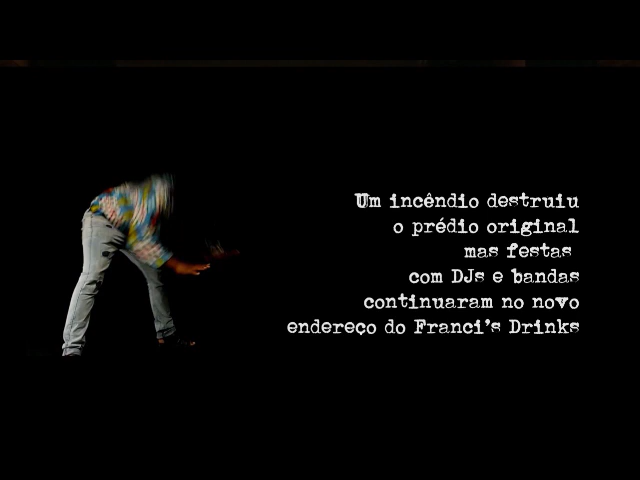 Um incêndio destruiu
o prédio original
mas festas
com DJs e bandas
continuaram no novo
endereço do Franci's Drinks